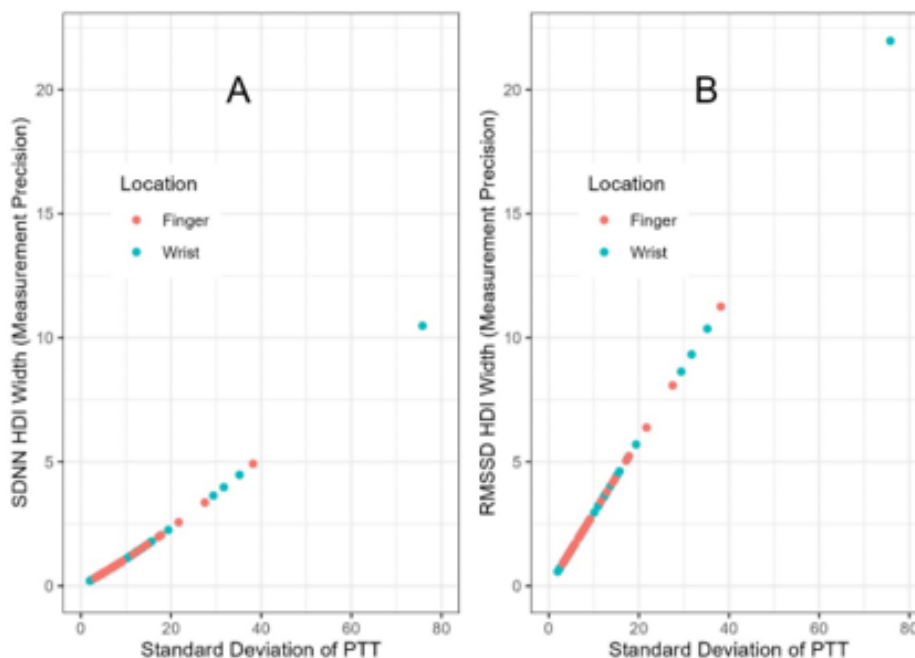 A
B
SDNN HDI Width (Measurement Precision)
20
15
10
5
0
Location
Finger
Wrist
0
20
40
60
80
Standard Deviation of PTT
RMSSD HDI Width (Measurement Precision)
20
15
10
5
0
Location
Finger
Wrist
0
20
40
60
80
Standard Deviation of PTT